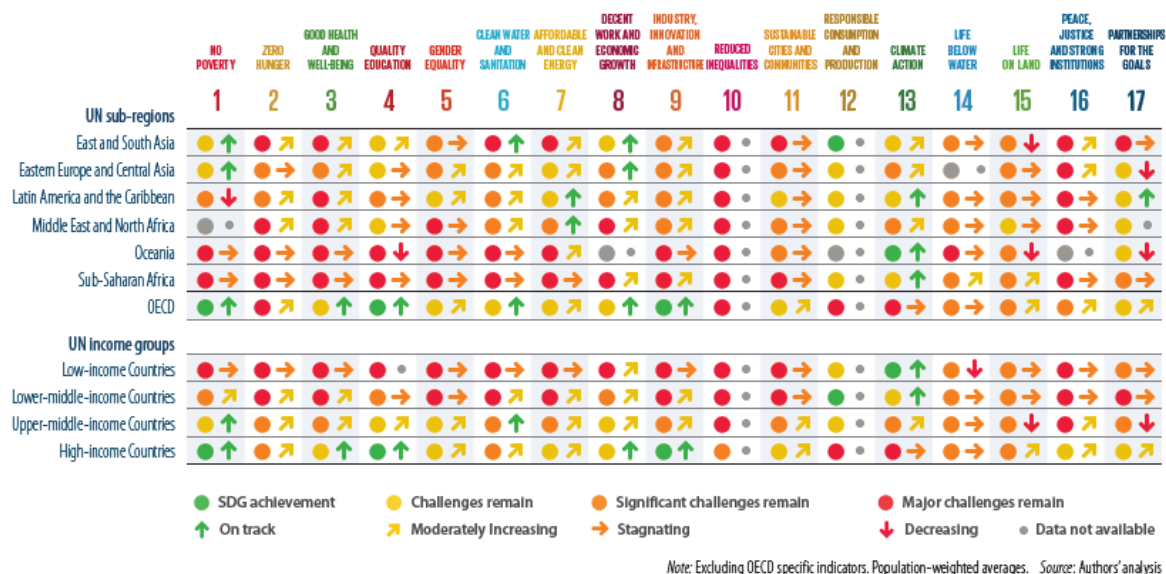 NO
POVERTY
ZERO
HUNGER
GOOD HEALTH
AND
WELL-BEING
QUALITY
EDUCATION
GENDER
EQUALITY
CLEAN WATER
AND
SANITATION
AFFORDABLE
AND CLEAN
ENERGY
DECENT
WORK AND
ECONOMIC
GROWTH
INDUSTRY,
INNOVATION
AND
INFRASTRUCTURE
REDUCED
INEQUALITIES
SUSTAINABLE
CITIES AND
COMMUNITIES
RESPONSIBLE
CONSUMPTION
AND
PRODUCTION
CLIMATE
ACTION
LIFE
BELOW
WATER
LIFE
ON LAND
PEACE,
JUSTICE
AND STRONG
INSTITUTIONS
PARTNERSHIPS
FOR THE
GOALS
1 2 3 4 5 6 7 8 9 10 11 12 13 14 15 16 17
UN sub-regions
East and South Asia
Eastern Europe and Central Asia
Latin America and the Caribbean
Middle East and North Africa
Oceania
Sub-Saharan Africa
OECD
UN income groups
Low-income Countries
Lower-middle-income Countries
Upper-middle-income Countries
High-income Countries
SDG achievement Challenges remain Significant challenges remain Major challenges remain
On track Moderately Increasing Stagnating Decreasing Data not available
Note: Excluding OECD specific indicators. Population-weighted averages. Source: Authors' analysis